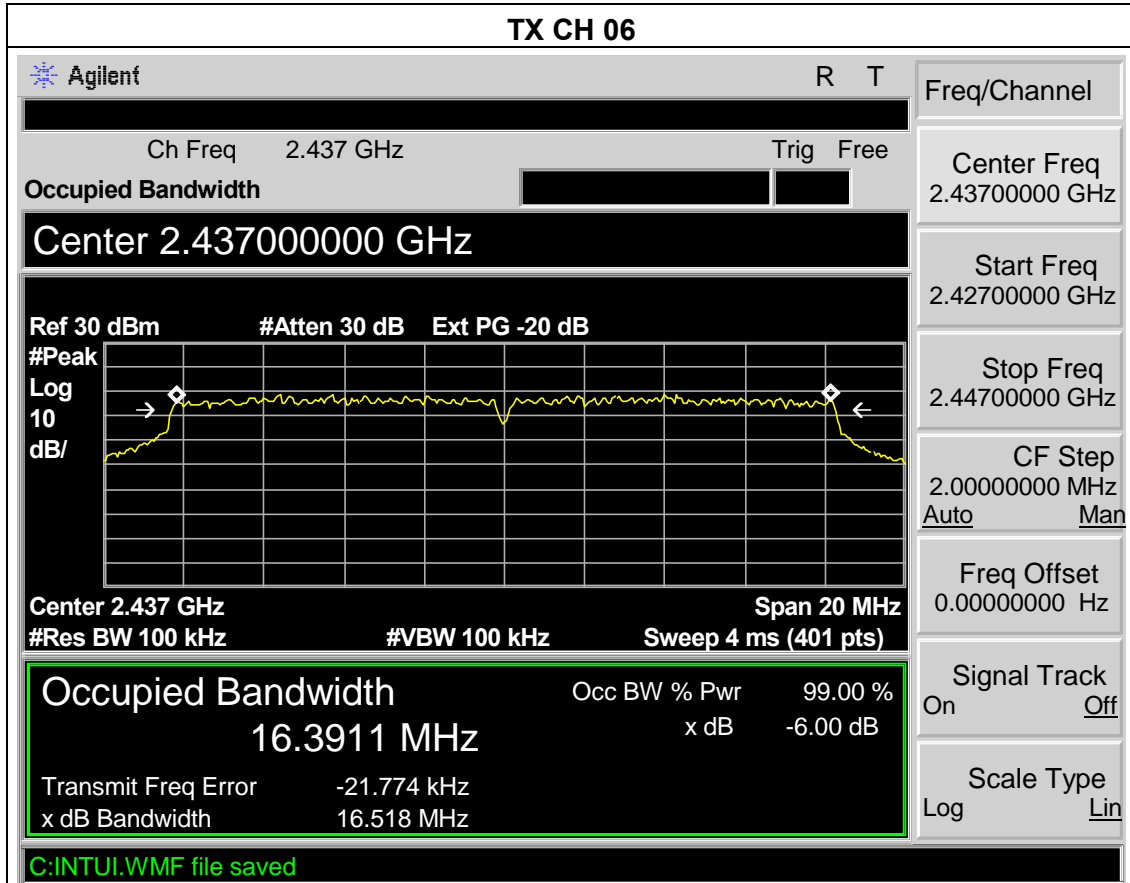 TX CH 06
Agilent
R T
Freq/Channel
Ch Freq 2.437 GHz
Trig Free
Occupied Bandwidth
Center Freq
2.43700000 GHz
Center 2.437000000 GHz
Start Freq
2.42700000 GHz
Ref 30 dBm #Atten 30 dB Ext PG -20 dB
#Peak
Log
10
dB/
Stop Freq
2.44700000 GHz
CF Step
2.00000000 MHz
Auto Man
Freq Offset
0.00000000 Hz
Center 2.437 GHz Span 20 MHz
#Res BW 100 kHz #VBW 100 kHz Sweep 4 ms (401 pts)
Occupied Bandwidth
16.3911 MHz
Occ BW % Pwr 99.00 %
x dB -6.00 dB
Signal Track
On Off
Transmit Freq Error -21.774 kHz
x dB Bandwidth 16.518 MHz
Scale Type
Log Lin
C:INTUI.WMF file saved